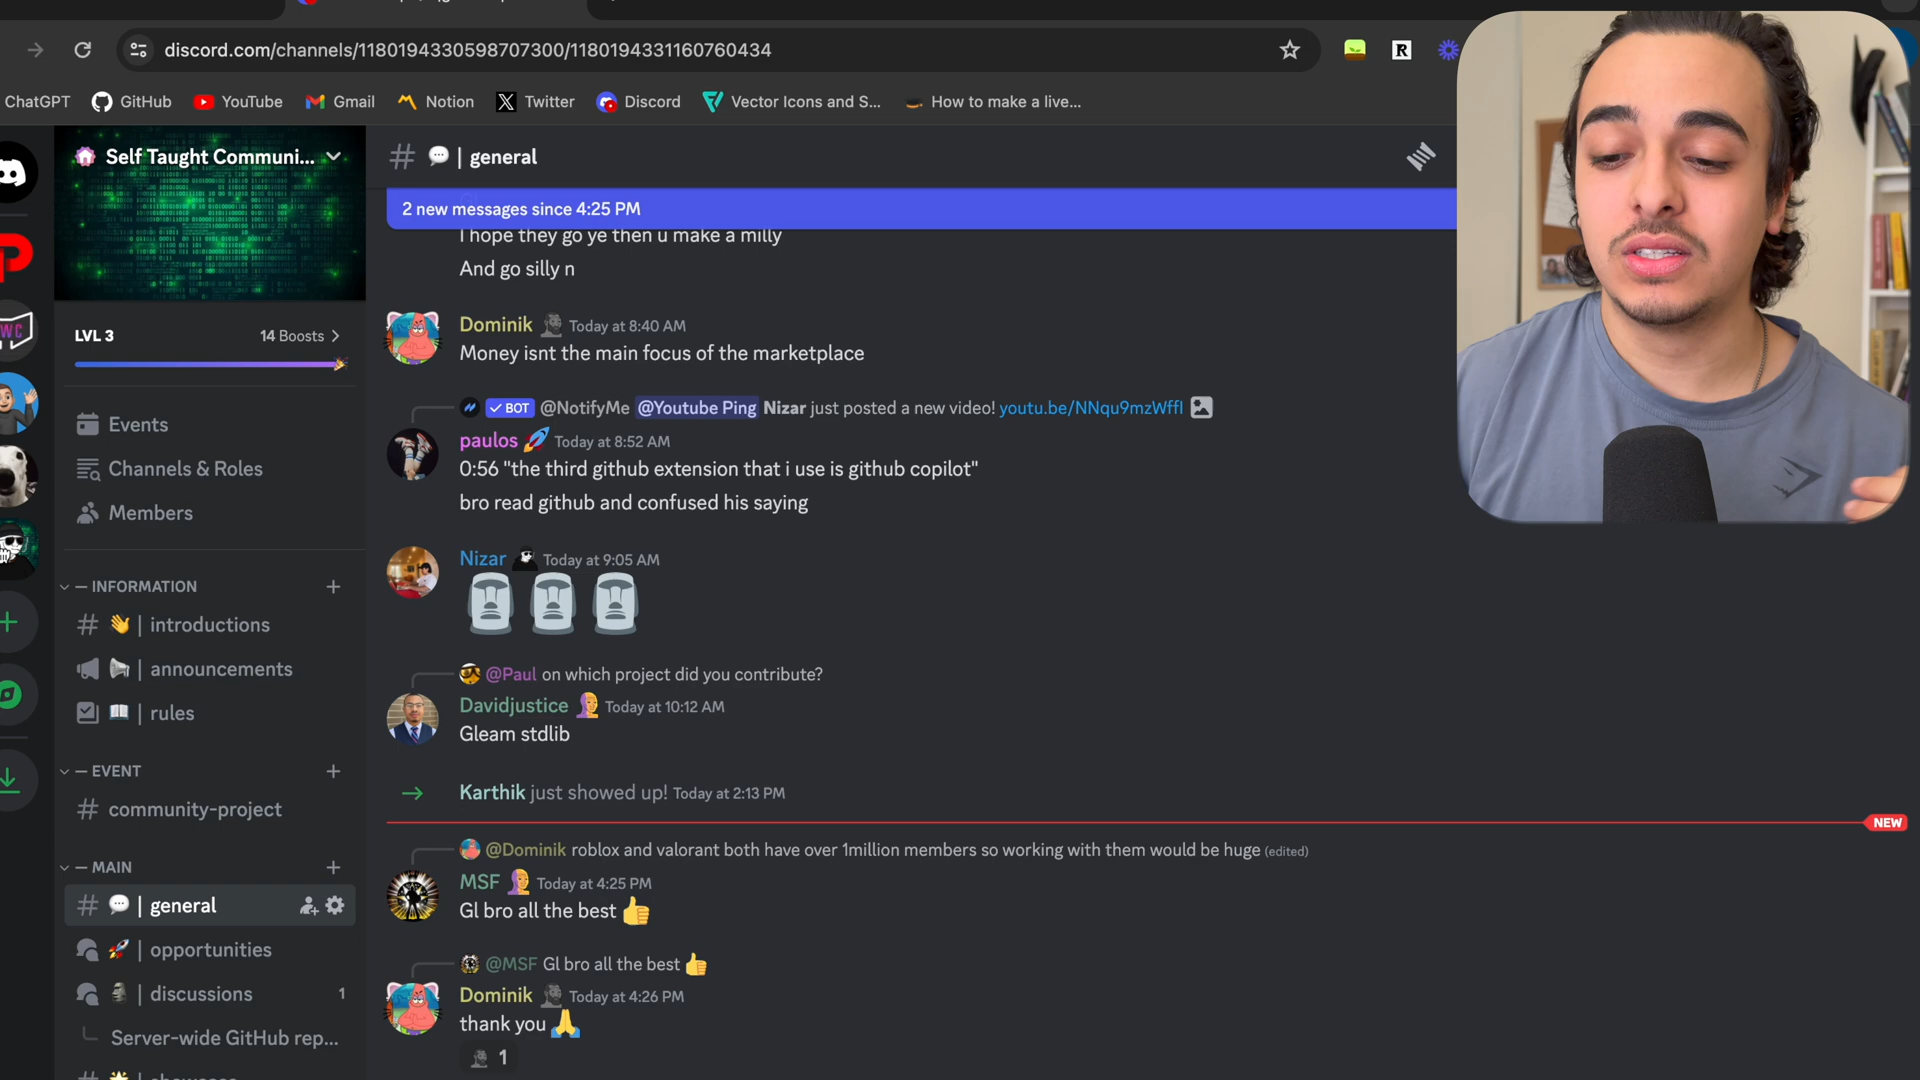 discord.com/channels/1180194330598707300/1180194331160760434
R
ChatGPT GitHub YouTube Gmail Notion Twitter Discord Vector Icons and S... How to make a live...
Self Taught Communi...
# | general
2 new messages since 4:25 PM
I hope they go ye then u make a milly
And go silly n
LVL 3 14 Boosts
Dominik Today at 8:40 AM
Money isnt the main focus of the marketplace
BOT @NotifyMe @Youtube Ping Nizar just posted a new video! youtu.be/NNqu9mzWffI
paulos Today at 8:52 AM
0:56 "the third github extension that i use is github copilot"
bro read github and confused his saying
Events
Channels & Roles
Members
Nizar Today at 9:05 AM
— INFORMATION
# | introductions
| announcements
| rules
@Paul on which project did you contribute?
Davidjustice Today at 10:12 AM
Gleam stdlib
— EVENT
# community-project
Karthik just showed up! Today at 2:13 PM
NEW
@Dominik roblox and valorant both have over 1million members so working with them would be huge (edited)
MSF Today at 4:25 PM
Gl bro all the best
— MAIN
# | general
| opportunities
| discussions 1
Server-wide GitHub rep...
@MSF Gl bro all the best
Dominik Today at 4:26 PM
thank you
1